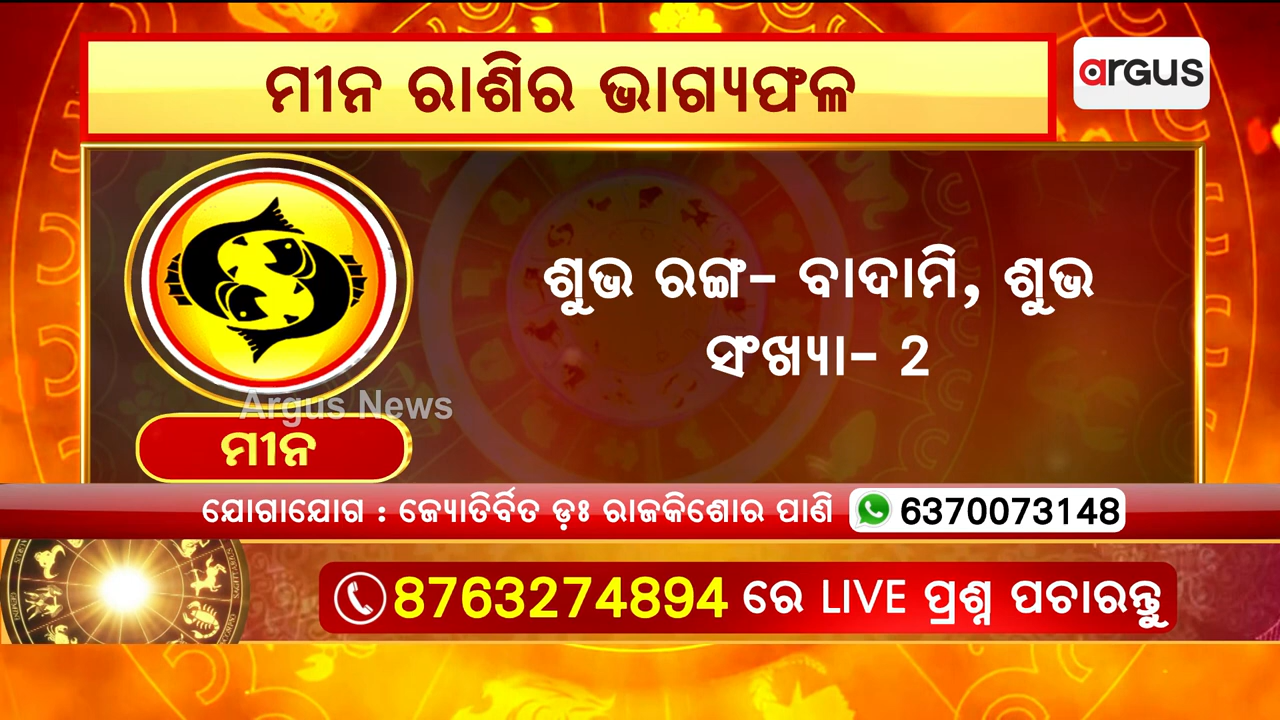 ମୀନ ରାଶିର ଭାଗ୍ୟଫଳ
argus
ଶୁଭ ରଙ୍ଗ- ବାଦାମି, ଶୁଭ
ସଂଖ୍ୟା- 2
Argus News
ମୀନ
ଯୋଗାଯୋଗ : ଜ୍ୟୋତିର୍ବିତ ଡ଼ଃ ରାଜକିଶୋର ପାଣି 6370073148
8763274894 ରେ LIVE ପ୍ରଶ୍ନ ପଚାରନ୍ତୁ